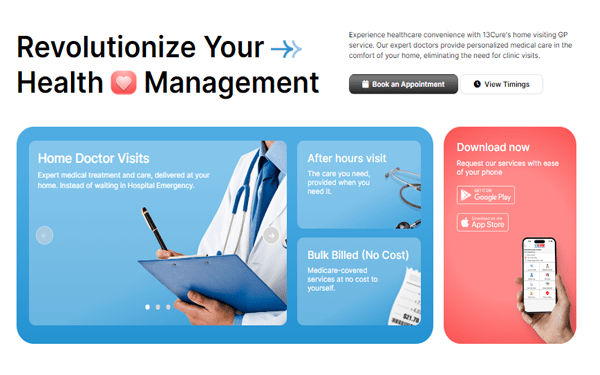 Revolutionize Your
Health Management
Experience healthcare convenience with 13Cure's home visiting GP
service. Our expert doctors provide personalized medical care in the
comfort of your home, eliminating the need for clinic visits.
Book an Appointment
View Timings
Home Doctor Visits
Expert medical treatment and care, delivered at your
home. Instead of waiting in Hospital Emergency.
After hours visit
The care you need,
provided when you
need it.
Bulk Billed (No Cost)
Medicare-covered
services at no cost to
yourself.
$21.70
Download now
Request our services with ease
of your phone
GET IT ON
Google Play
Download on the
App Store